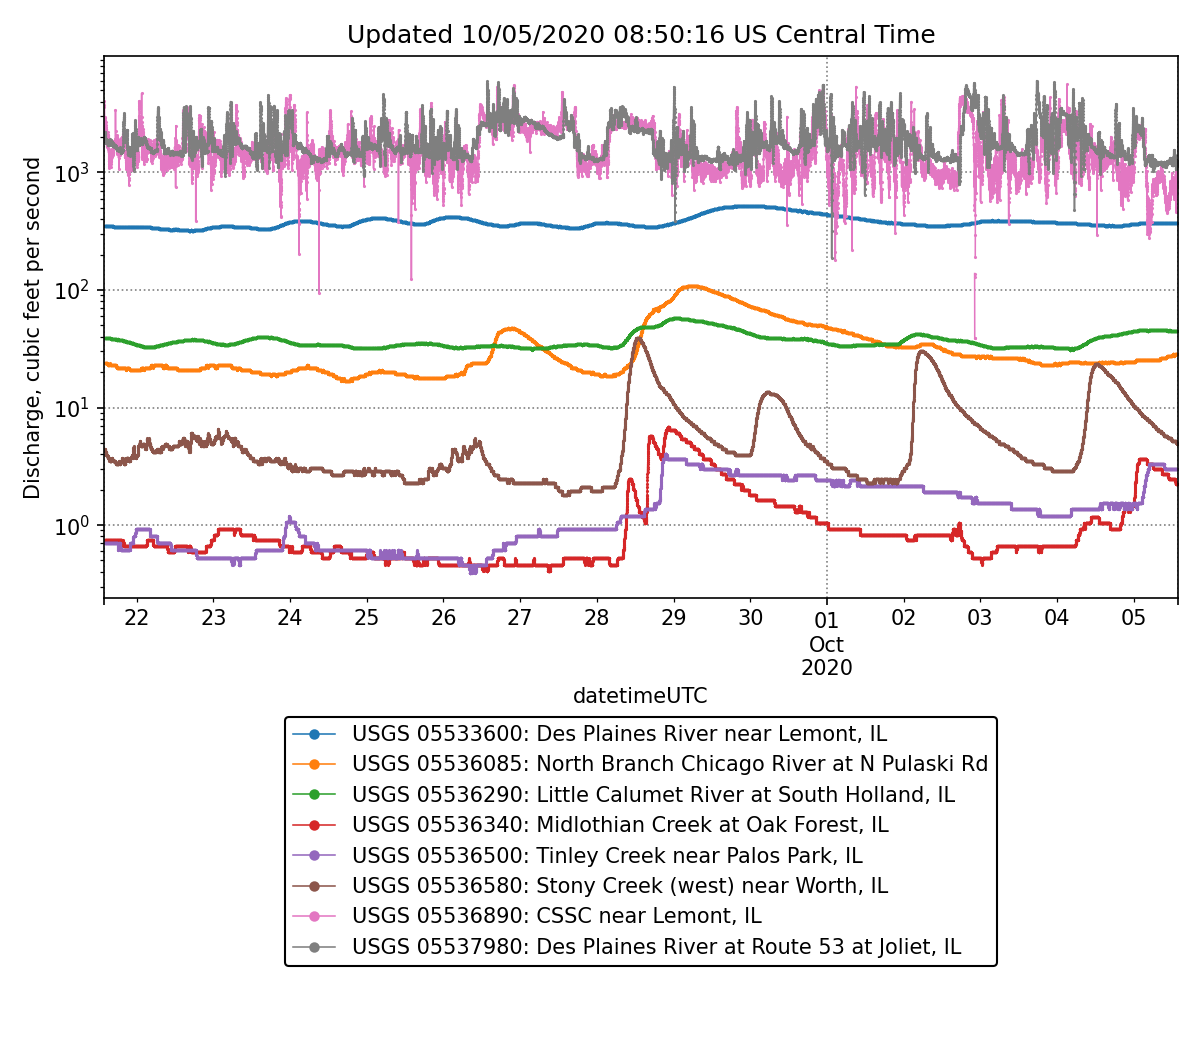 Updated 10/05/2020 08:50:16 US Central Time
Discharge, cubic feet per second
10³
10²
10¹
10⁰
22 23 24 25 26 27 28 29 30 01 02 03 04 05
Oct
2020
datetimeUTC
USGS 05533600: Des Plaines River near Lemont, IL
USGS 05536085: North Branch Chicago River at N Pulaski Rd
USGS 05536290: Little Calumet River at South Holland, IL
USGS 05536340: Midlothian Creek at Oak Forest, IL
USGS 05536500: Tinley Creek near Palos Park, IL
USGS 05536580: Stony Creek (west) near Worth, IL
USGS 05536890: CSSC near Lemont, IL
USGS 05537980: Des Plaines River at Route 53 at Joliet, IL